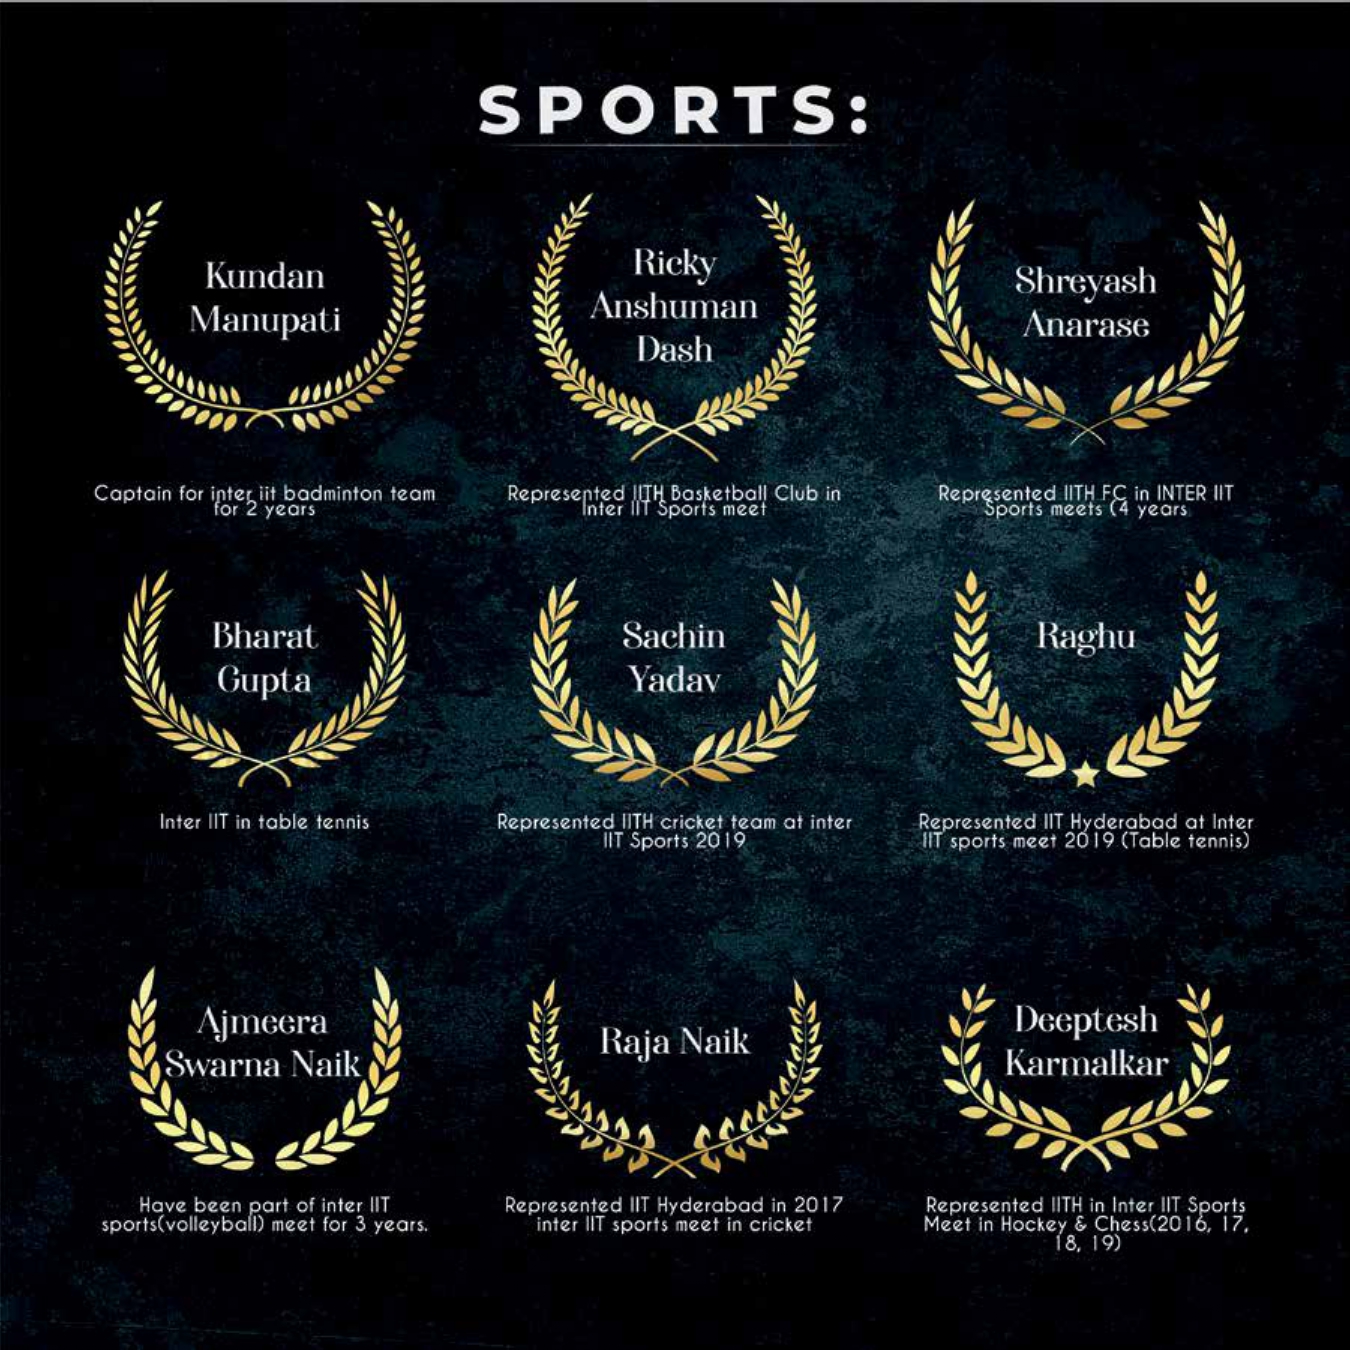 SPORTS:
Kundan
Manupati
Captain for inter iit badminton team
for 2 years
Ricky
Anshuman
Dash
Represented IITH Basketball Club in
Inter IIT Sports meet
Shreyash
Anarase
Represented IITH FC in INTER IIT
Sports meets (4 years
Bharat
Gupta
Inter IIT in table tennis
Sachin
Yadav
Represented IITH cricket team at inter
IIT Sports 2019
Raghu
Represented IIT Hyderabad at Inter
IIT sports meet 2019 (Table tennis)
Ajmeera
Swarna Naik
Have been part of inter IIT
sports(volleyball) meet for 3 years.
Raja Naik
Represented IIT Hyderabad in 2017
inter IIT sports meet in cricket
Deeptesh
Karmalkar
Represented IITH in Inter IIT Sports
Meet in Hockey & Chess(2016, 17,
18, 19)